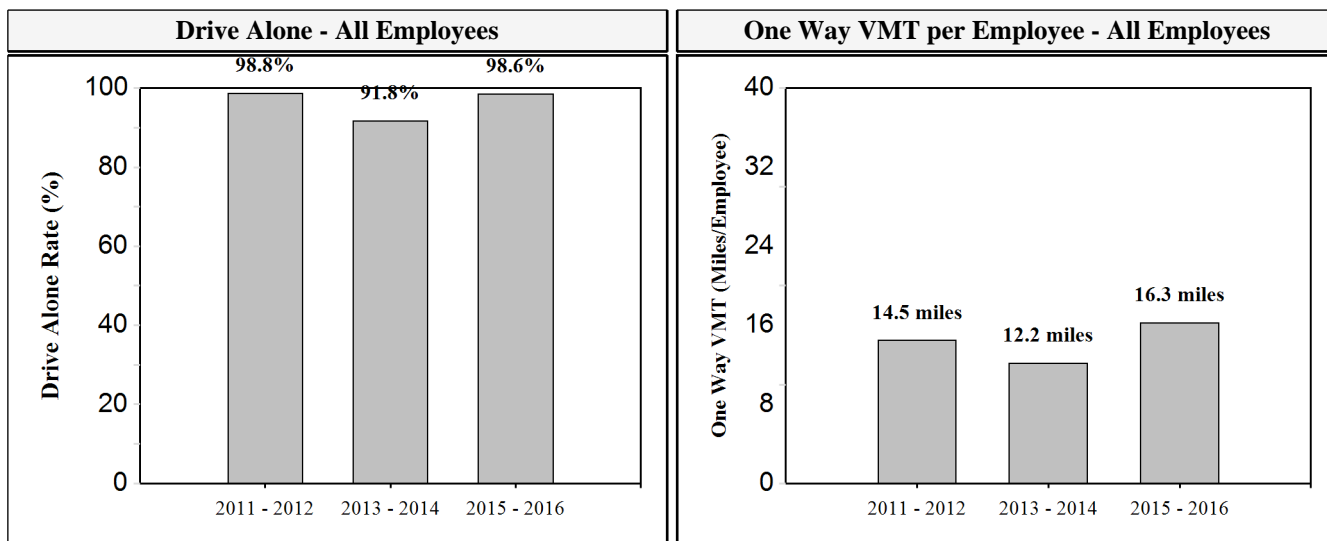 Drive Alone - All Employees
98.8%
91.8%
98.6%
100
80
60
40
20
0
Drive Alone Rate (%)
2011 - 2012 2013 - 2014 2015 - 2016
One Way VMT per Employee - All Employees
40
32
24
16
8
0
One Way VMT (Miles/Employee)
14.5 miles
12.2 miles
16.3 miles
2011 - 2012 2013 - 2014 2015 - 2016